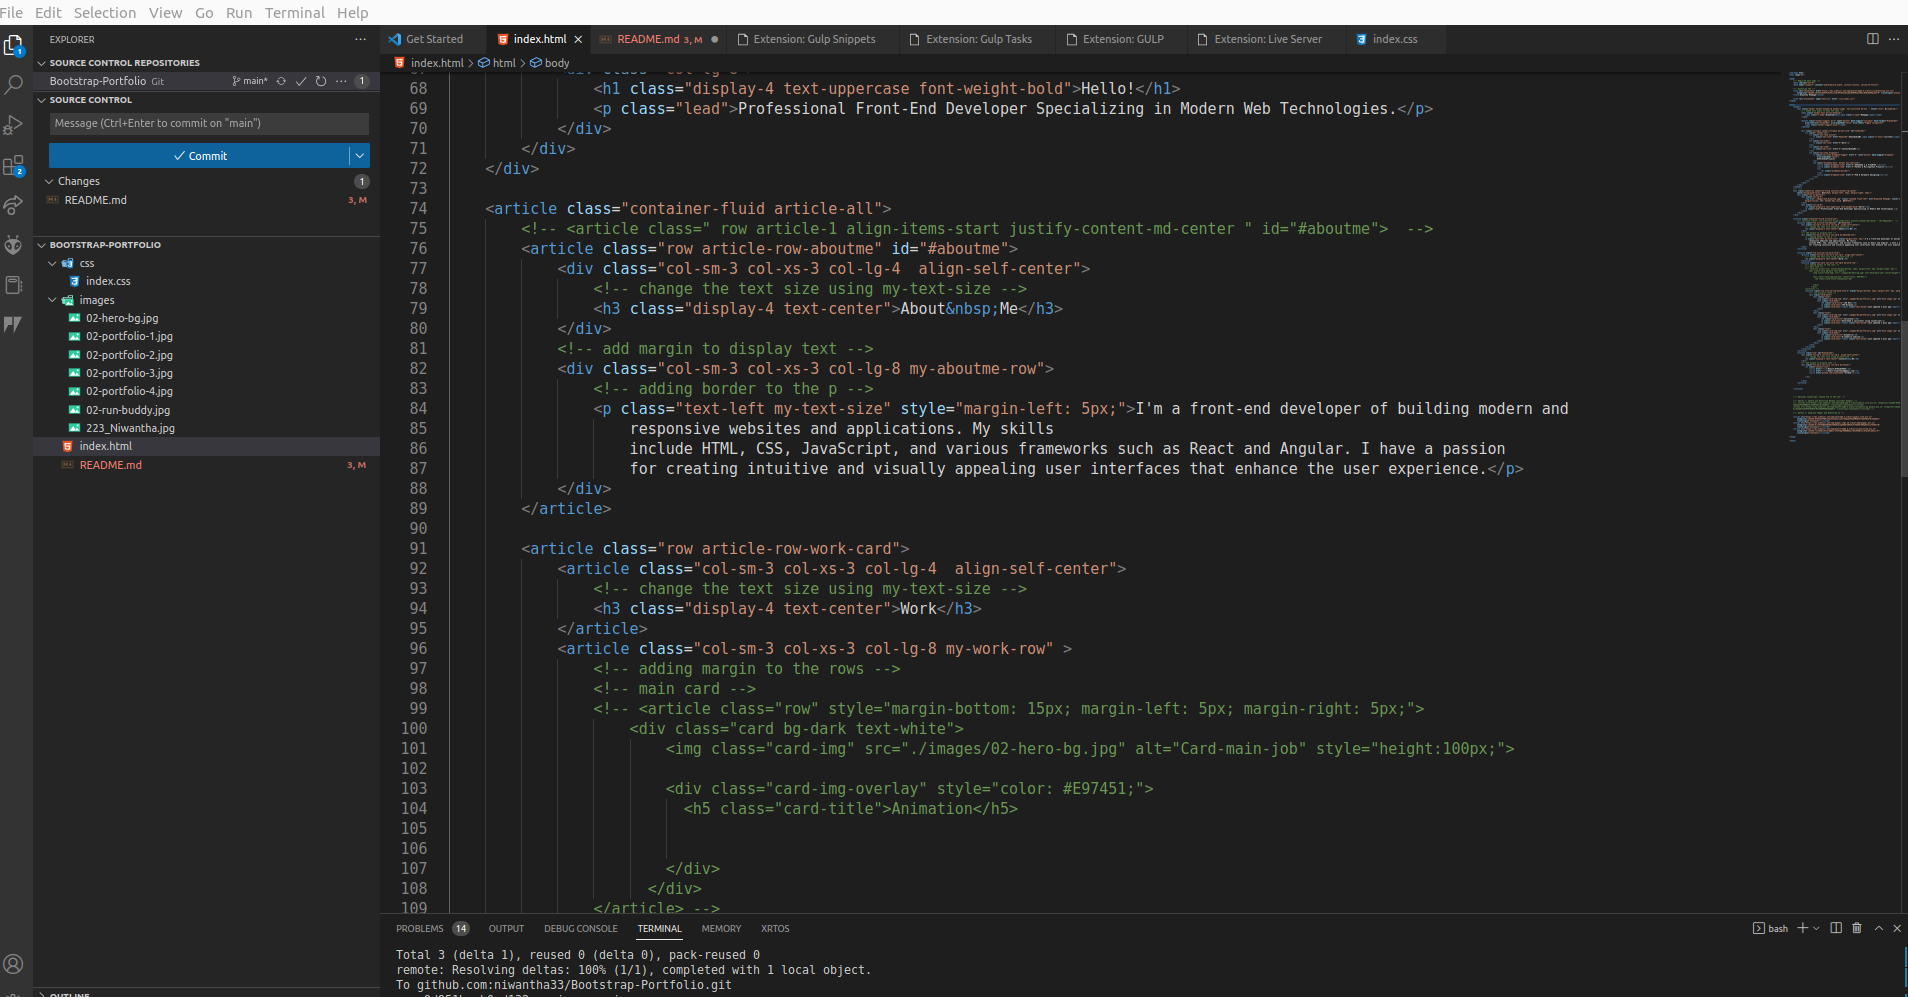 File Edit Selection View Go Run Terminal Help
EXPLORER
SOURCE CONTROL REPOSITORIES
Bootstrap-Portfolio Git main* 1
SOURCE CONTROL
Message (Ctrl+Enter to commit on "main")
Commit
Changes 1
README.md 3, M
BOOTSTRAP-PORTFOLIO
css
index.css
images
02-hero-bg.jpg
02-portfolio-1.jpg
02-portfolio-2.jpg
02-portfolio-3.jpg
02-portfolio-4.jpg
02-run-buddy.jpg
223_Niwantha.jpg
index.html
README.md 3, M
OUTLINE
Get Started index.html README.md 3, M Extension: Gulp Snippets Extension: Gulp Tasks Extension: GULP Extension: Live Server index.css
index.html > html > body
68 <h1 class="display-4 text-uppercase font-weight-bold">Hello!</h1>
69 <p class="lead">Professional Front-End Developer Specializing in Modern Web Technologies.</p>
70 </div>
71 </div>
72 </div>
73
74 <article class="container-fluid article-all">
75 <!-- <article class=" row article-1 align-items-start justify-content-md-center " id="#aboutme">  -->
76 <article class="row article-row-aboutme" id="#aboutme">
77 <div class="col-sm-3 col-xs-3 col-lg-4  align-self-center">
78 <!-- change the text size using my-text-size -->
79 <h3 class="display-4 text-center">About&nbsp;Me</h3>
80 </div>
81 <!-- add margin to display text -->
82 <div class="col-sm-3 col-xs-3 col-lg-8 my-aboutme-row">
83 <!-- adding border to the p -->
84 <p class="text-left my-text-size" style="margin-left: 5px;">I'm a front-end developer of building modern and
85 responsive websites and applications. My skills
86 include HTML, CSS, JavaScript, and various frameworks such as React and Angular. I have a passion
87 for creating intuitive and visually appealing user interfaces that enhance the user experience.</p>
88 </div>
89 </article>
90
91 <article class="row article-row-work-card">
92 <article class="col-sm-3 col-xs-3 col-lg-4  align-self-center">
93 <!-- change the text size using my-text-size -->
94 <h3 class="display-4 text-center">Work</h3>
95 </article>
96 <article class="col-sm-3 col-xs-3 col-lg-8 my-work-row" >
97 <!-- adding margin to the rows -->
98 <!-- main card -->
99 <!-- <article class="row" style="margin-bottom: 15px; margin-left: 5px; margin-right: 5px;">
100 <div class="card bg-dark text-white">
101 <img class="card-img" src="./images/02-hero-bg.jpg" alt="Card-main-job" style="height:100px;">
102
103 <div class="card-img-overlay" style="color: #E97451;">
104 <h5 class="card-title">Animation</h5>
105
106
107 </div>
108 </div>
109 </article> -->
PROBLEMS 14 OUTPUT DEBUG CONSOLE TERMINAL MEMORY XRTOS bash
Total 3 (delta 1), reused 0 (delta 0), pack-reused 0
remote: Resolving deltas: 100% (1/1), completed with 1 local object.
To github.com:niwantha33/Bootstrap-Portfolio.git